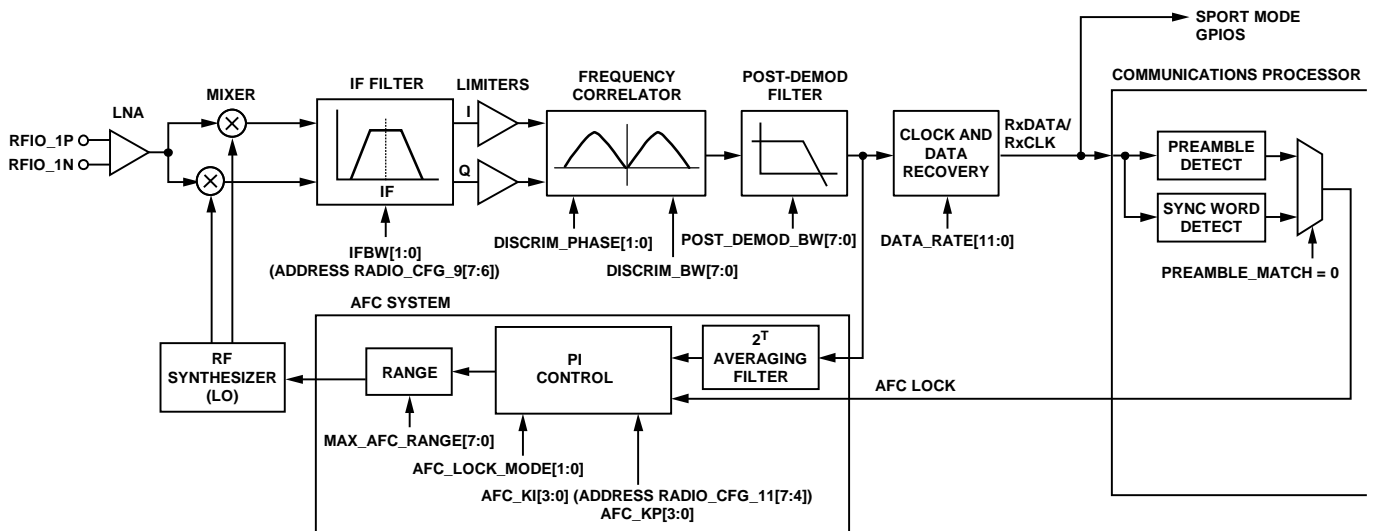 SPORT MODE
GPIOS
COMMUNICATIONS PROCESSOR
LNA
MIXER
IF FILTER
LIMITERS
FREQUENCY
CORRELATOR
POST-DEMOD
FILTER
RFIO_1P
RFIO_1N
I
Q
IF
CLOCK AND
DATA
RECOVERY
RxDATA/
RxCLK
PREAMBLE
DETECT
SYNC WORD
DETECT
IFBW[1:0]
(ADDRESS RADIO_CFG_9[7:6])
DISCRIM_PHASE[1:0]
DISCRIM_BW[7:0]
POST_DEMOD_BW[7:0]
DATA_RATE[11:0]
PREAMBLE_MATCH = 0
AFC SYSTEM
RF
SYNTHESIZER
(LO)
RANGE
PI
CONTROL
2T
AVERAGING
FILTER
AFC LOCK
MAX_AFC_RANGE[7:0]
AFC_LOCK_MODE[1:0]
AFC_KI[3:0] (ADDRESS RADIO_CFG_11[7:4])
AFC_KP[3:0]